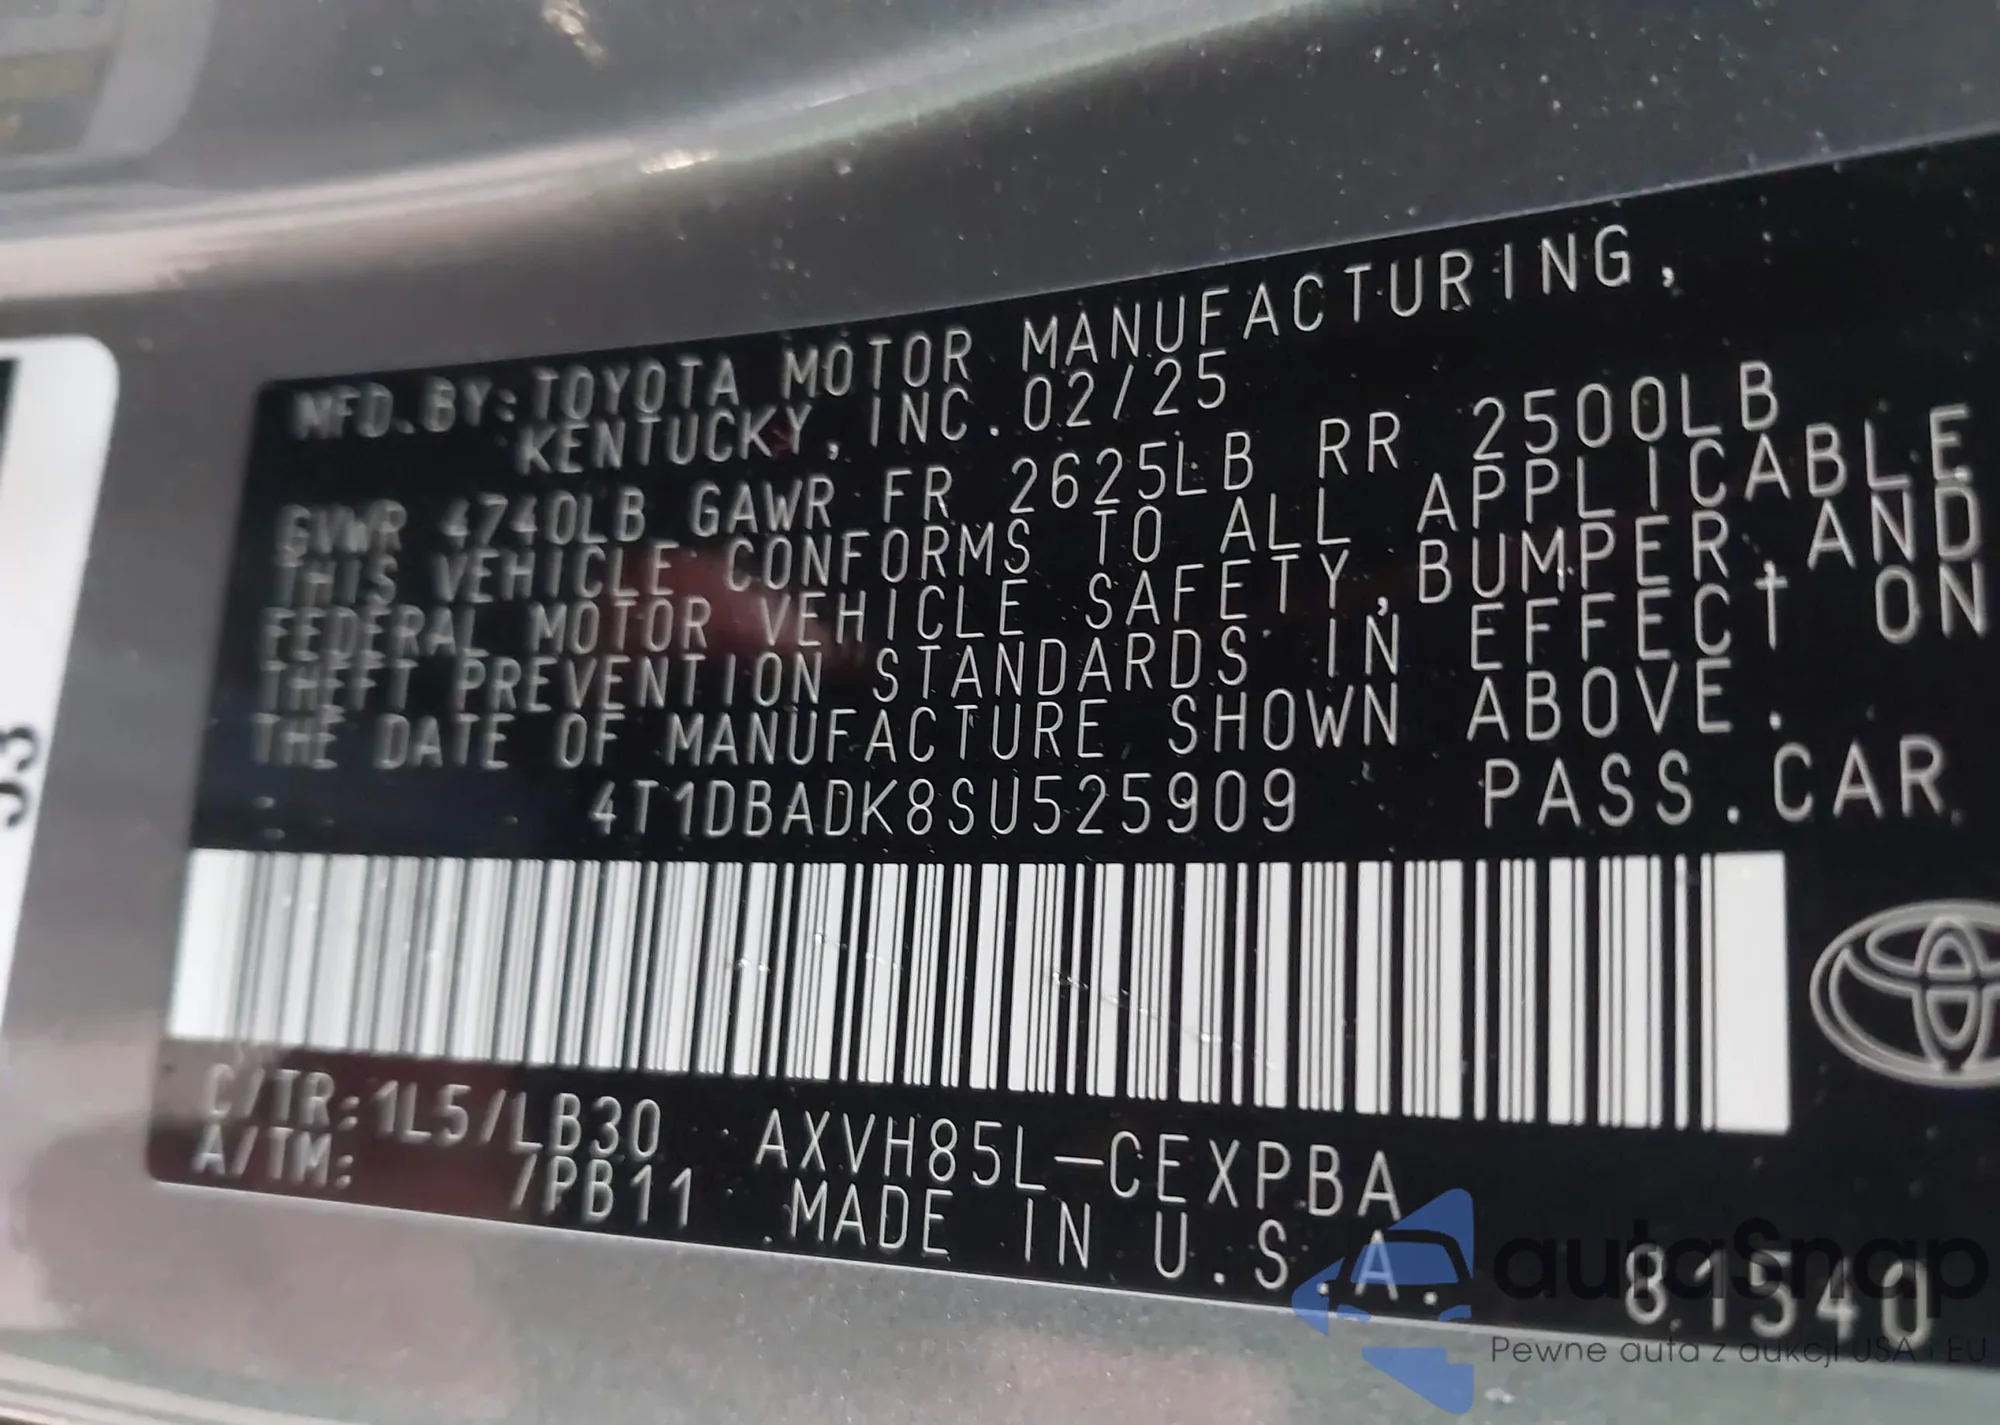 MFD. BY: TOYOTA MOTOR MANUFACTURING,
KENTUCKY, INC. 02/25
GVWR 4740LB GAWR FR 2625LB RR 2500LB
THIS VEHICLE CONFORMS TO ALL APPLICABLE
FEDERAL MOTOR VEHICLE SAFETY, BUMPER AND
THEFT PREVENTION STANDARDS IN EFFECT ON
THE DATE OF MANUFACTURE SHOWN ABOVE.
4T1DBADK8SU525909 PASS. CAR
C/TR: 1L5/LB30 AXVH85L-CEXPBA
A/TM: /PB11 MADE IN U.S.A.
81540
autaSnap
Pewne auta z aukcji USA i EU